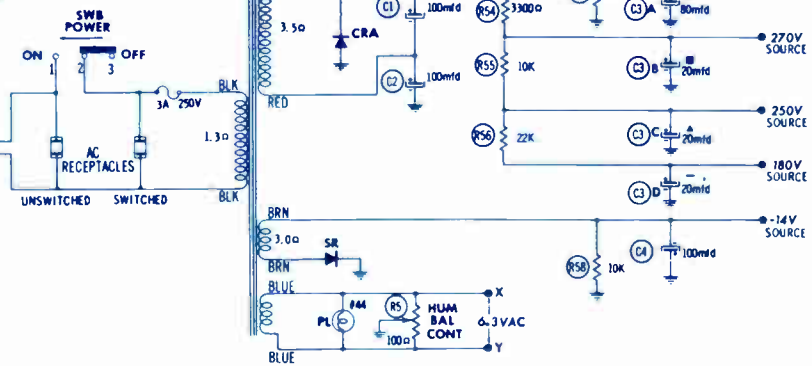 SWB
POWER
ON
OFF
1
2
3
3A 250V
BLK
1.3Ω
BLK
AC
RECEPTACLES
UNSWITCHED
SWITCHED
3.5Ω
RED
CRA
C1
100mfd
C2
100mfd
R54
3300Ω
R55
10K
R56
22K
C3 A
80mfd
270V
SOURCE
C3 B
20mfd
250V
SOURCE
C3 C
20mfd
180V
SOURCE
C3 D
20mfd
-14V
SOURCE
C4
100mfd
R58
10K
BRN
3.0Ω
BRN
SR
BLUE
#44
PL
R5
100Ω
HUM
BAL
CONT
X
6.3VAC
Y
BLUE